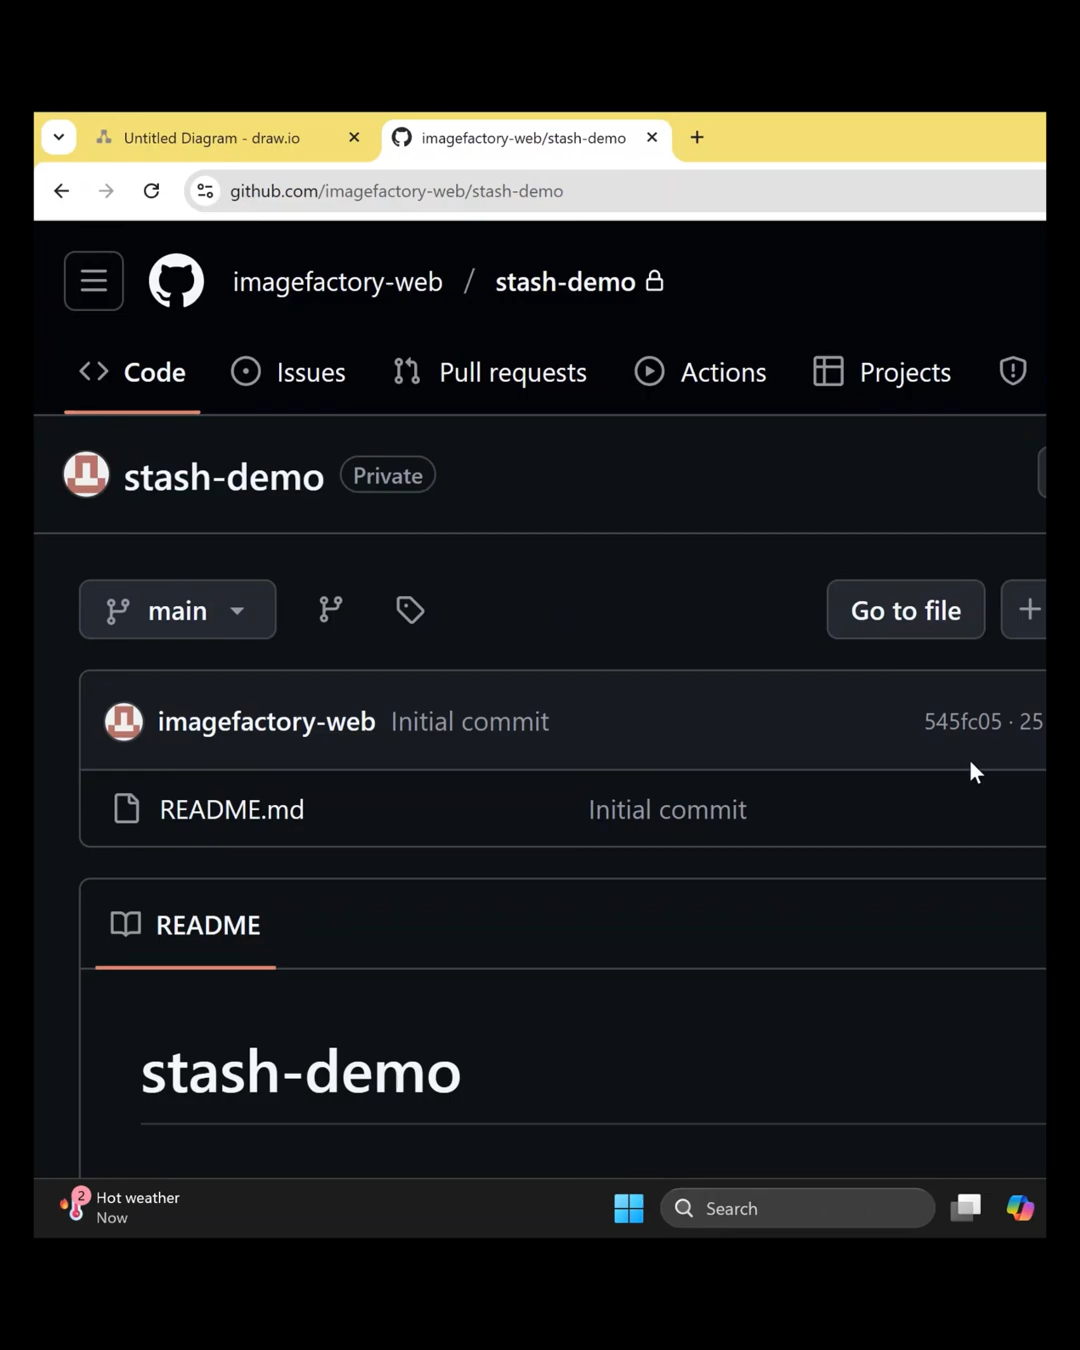 Untitled Diagram - draw.io
imagefactory-web/stash-demo
github.com/imagefactory-web/stash-demo
imagefactory-web / stash-demo
Code Issues Pull requests Actions Projects
stash-demo Private
main Go to file
imagefactory-web Initial commit 545fc05 · 25
README.md Initial commit
README
stash-demo
2 Hot weather
Now
Search